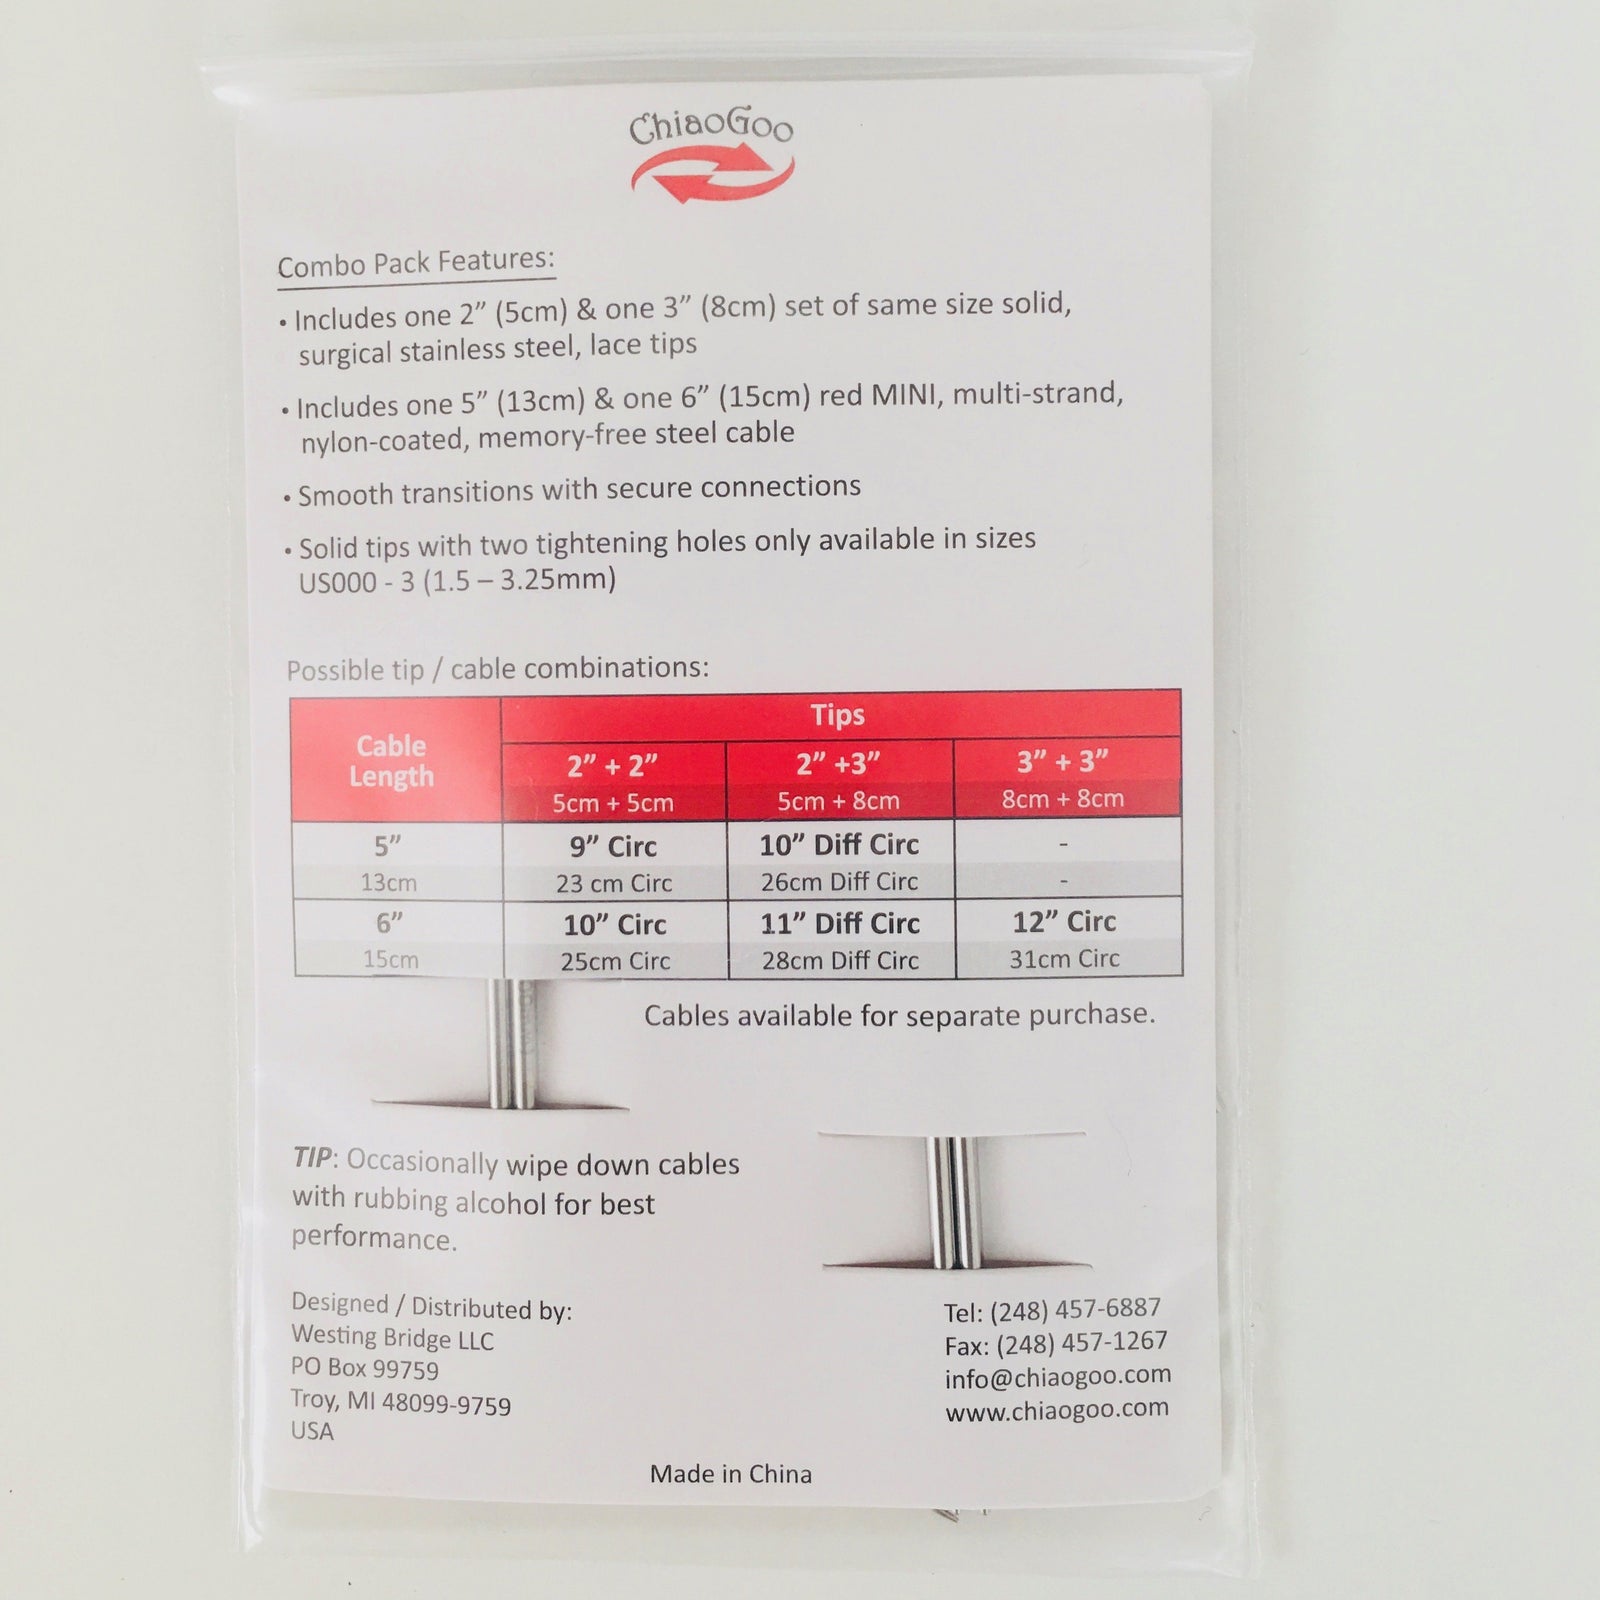 ChiaoGoo
Combo Pack Features:
• Includes one 2” (5cm) & one 3” (8cm) set of same size solid,
surgical stainless steel, lace tips
• Includes one 5” (13cm) & one 6” (15cm) red MINI, multi-strand,
nylon-coated, memory-free steel cable
• Smooth transitions with secure connections
• Solid tips with two tightening holes only available in sizes
US000 - 3 (1.5 – 3.25mm)
Possible tip / cable combinations:
Cable
Length
Tips
2” + 2” 2” +3” 3” + 3”
5cm + 5cm 5cm + 8cm 8cm + 8cm
5” 9” Circ 10” Diff Circ -
13cm 23 cm Circ 26cm Diff Circ -
6” 10” Circ 11” Diff Circ 12” Circ
15cm 25cm Circ 28cm Diff Circ 31cm Circ
Cables available for separate purchase.
TIP: Occasionally wipe down cables
with rubbing alcohol for best
performance.
Designed / Distributed by:
Westing Bridge LLC
PO Box 99759
Troy, MI 48099-9759
USA
Tel: (248) 457-6887
Fax: (248) 457-1267
info@chiaogoo.com
www.chiaogoo.com
Made in China